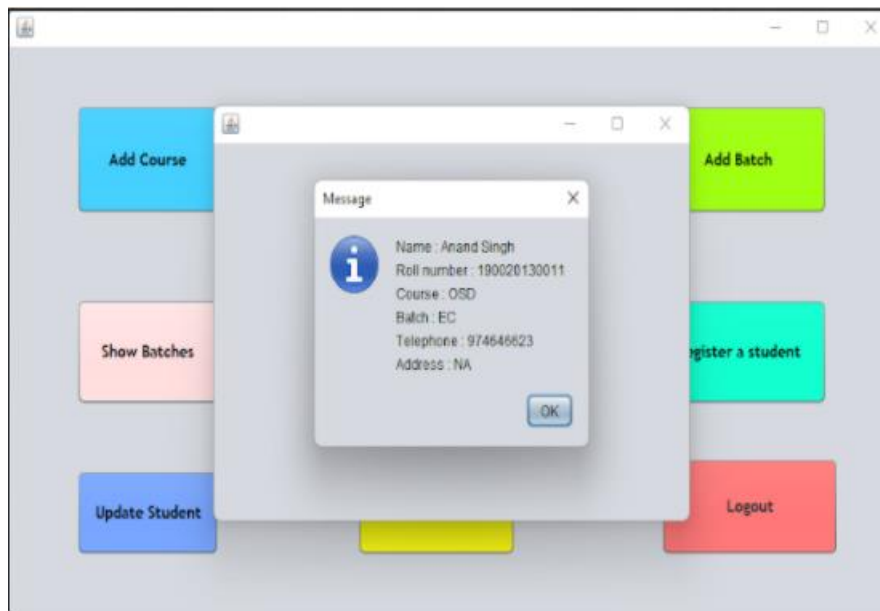 Add Course
Add Batch
Message
Name : Anand Singh
Roll number : 190020130011
Course : OSD
Batch : EC
Telephone : 974646623
Address : NA
OK
Show Batches
egister a student
Update Student
Logout